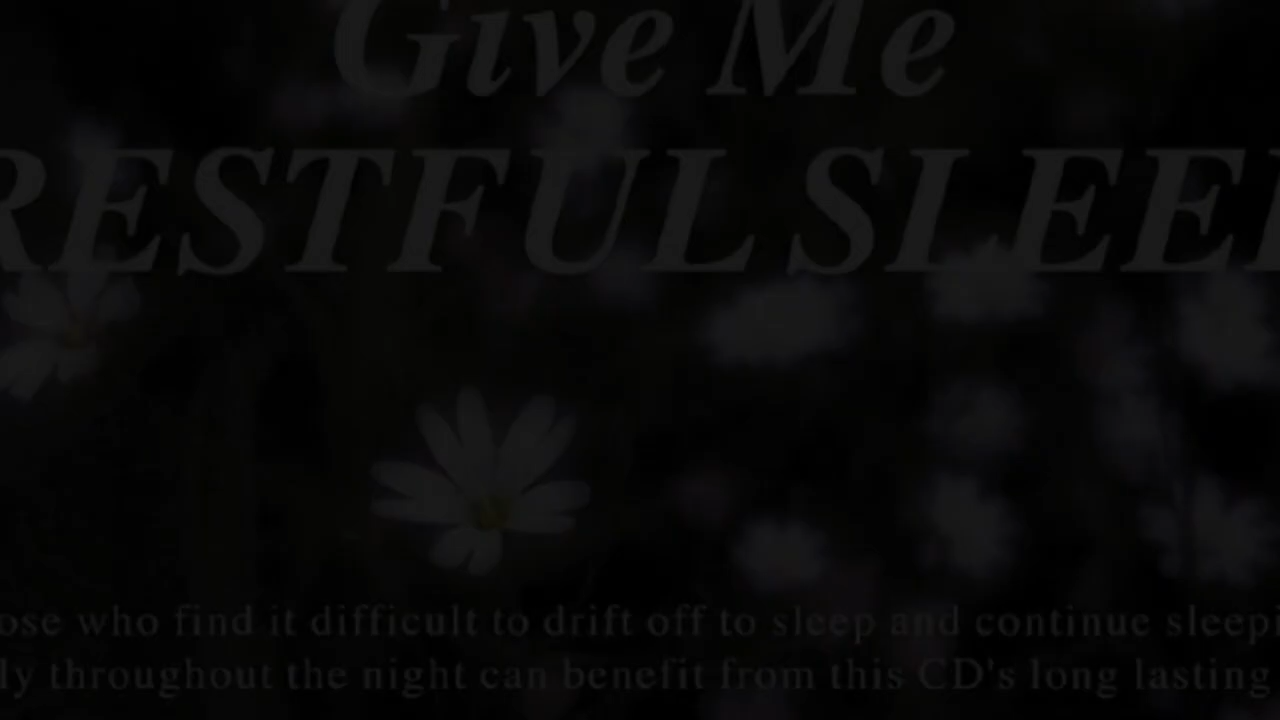 Give Me
RESTFUL SLEEP
ose who find it difficult to drift off to sleep and continue sleepi
ly throughout the night can benefit from this CD's long lasting